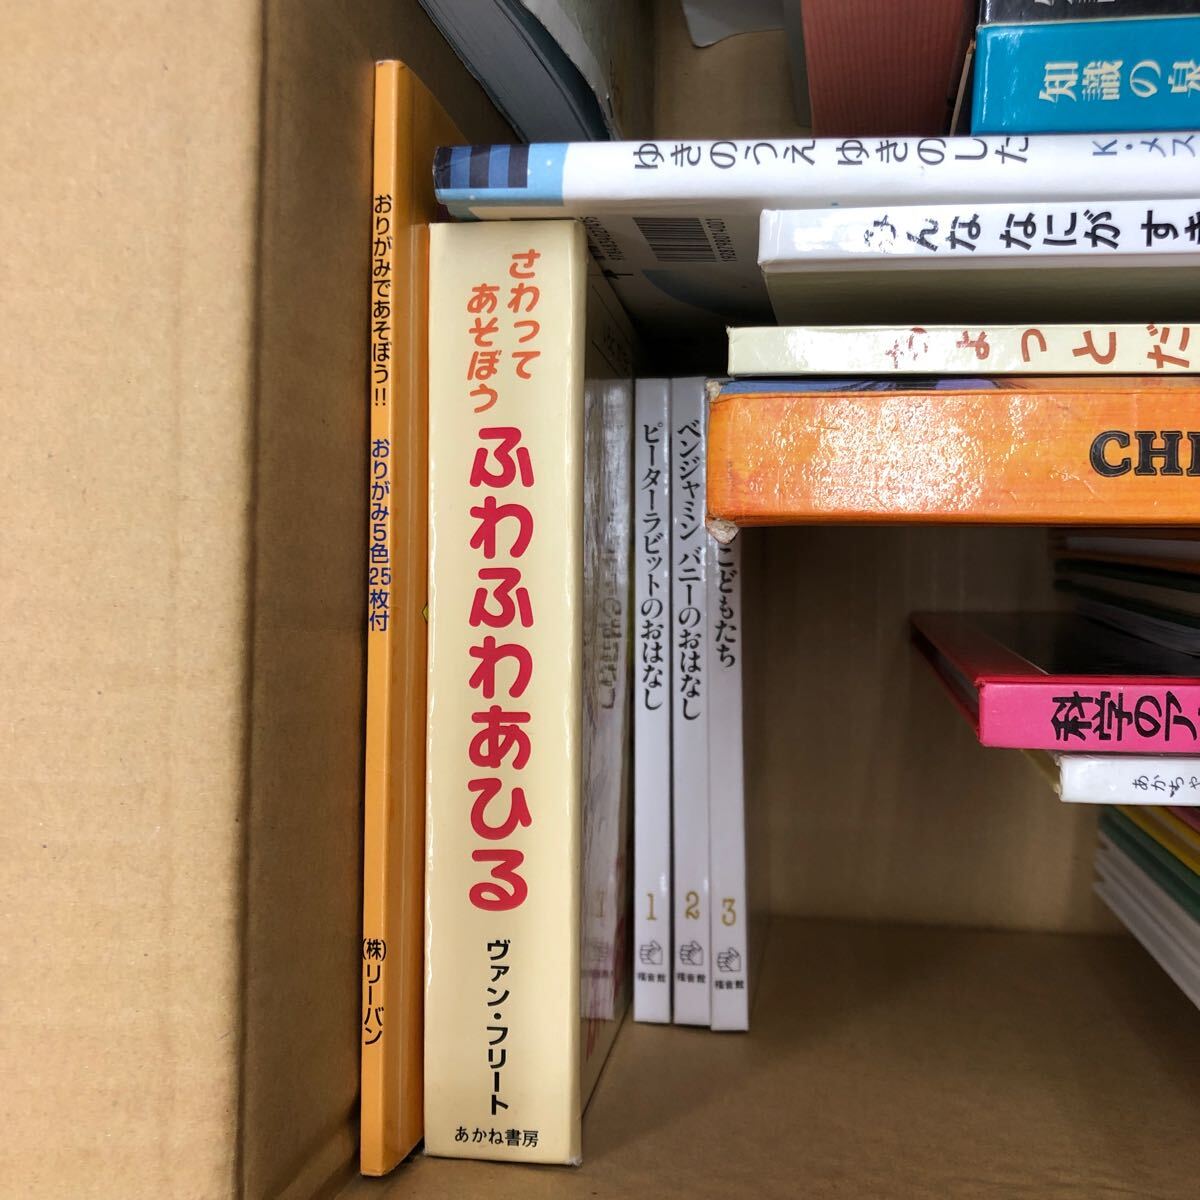 おりがみであそぼう!! おりがみ5色25枚付 (株)リーバン
さわって
あそぼう
ふわふわあひる
ヴァン・フリート
あかね書房
ピーターラビットのおはなし
1
福音館
ベンジャミン バニーのおはなし
2
福音館
こどもたち
3
福音館
知識の泉
ゆきのうえ ゆきのした K・メス
みんな なにが すき
ちょっとだ
CHI
科学のア
あかちゃ